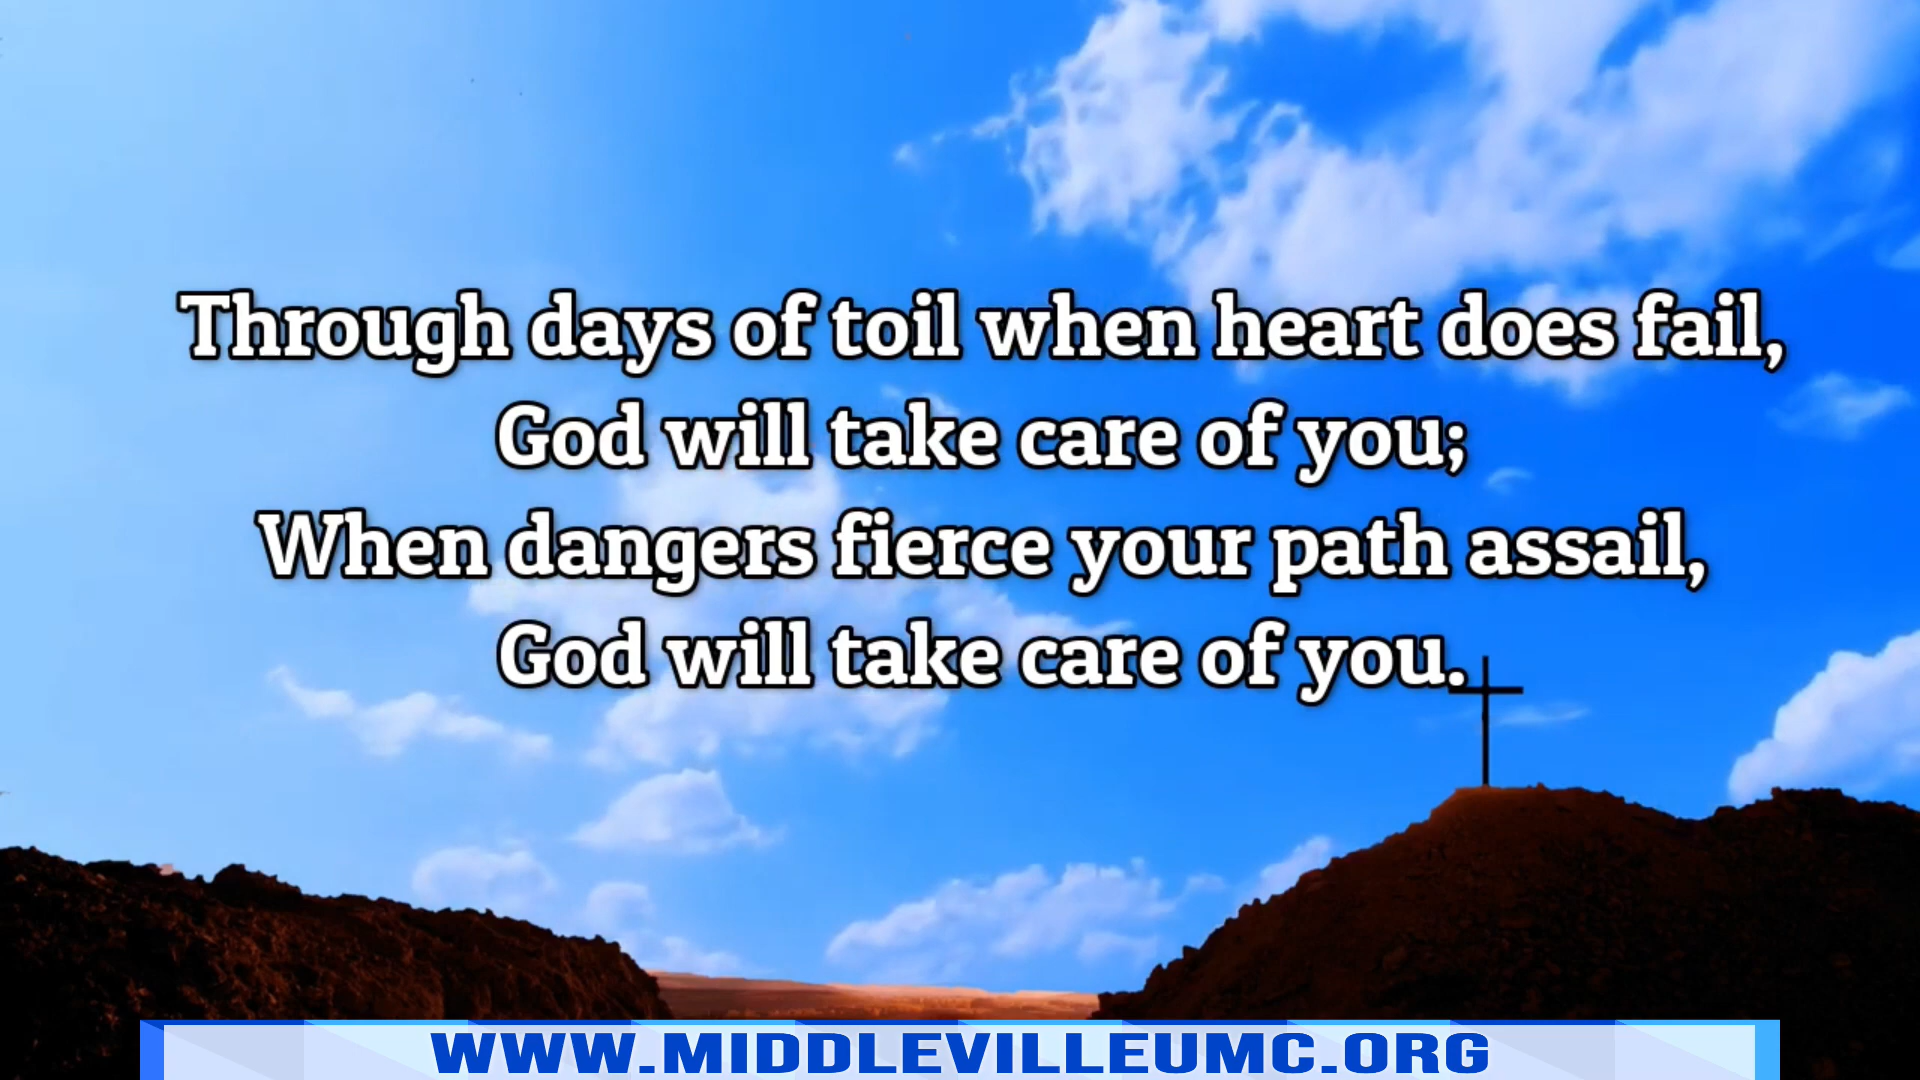 Through days of toil when heart does fail,
God will take care of you;
When dangers fierce your path assail,
God will take care of you.
WWW.MIDDLEVILLEUMC.ORG